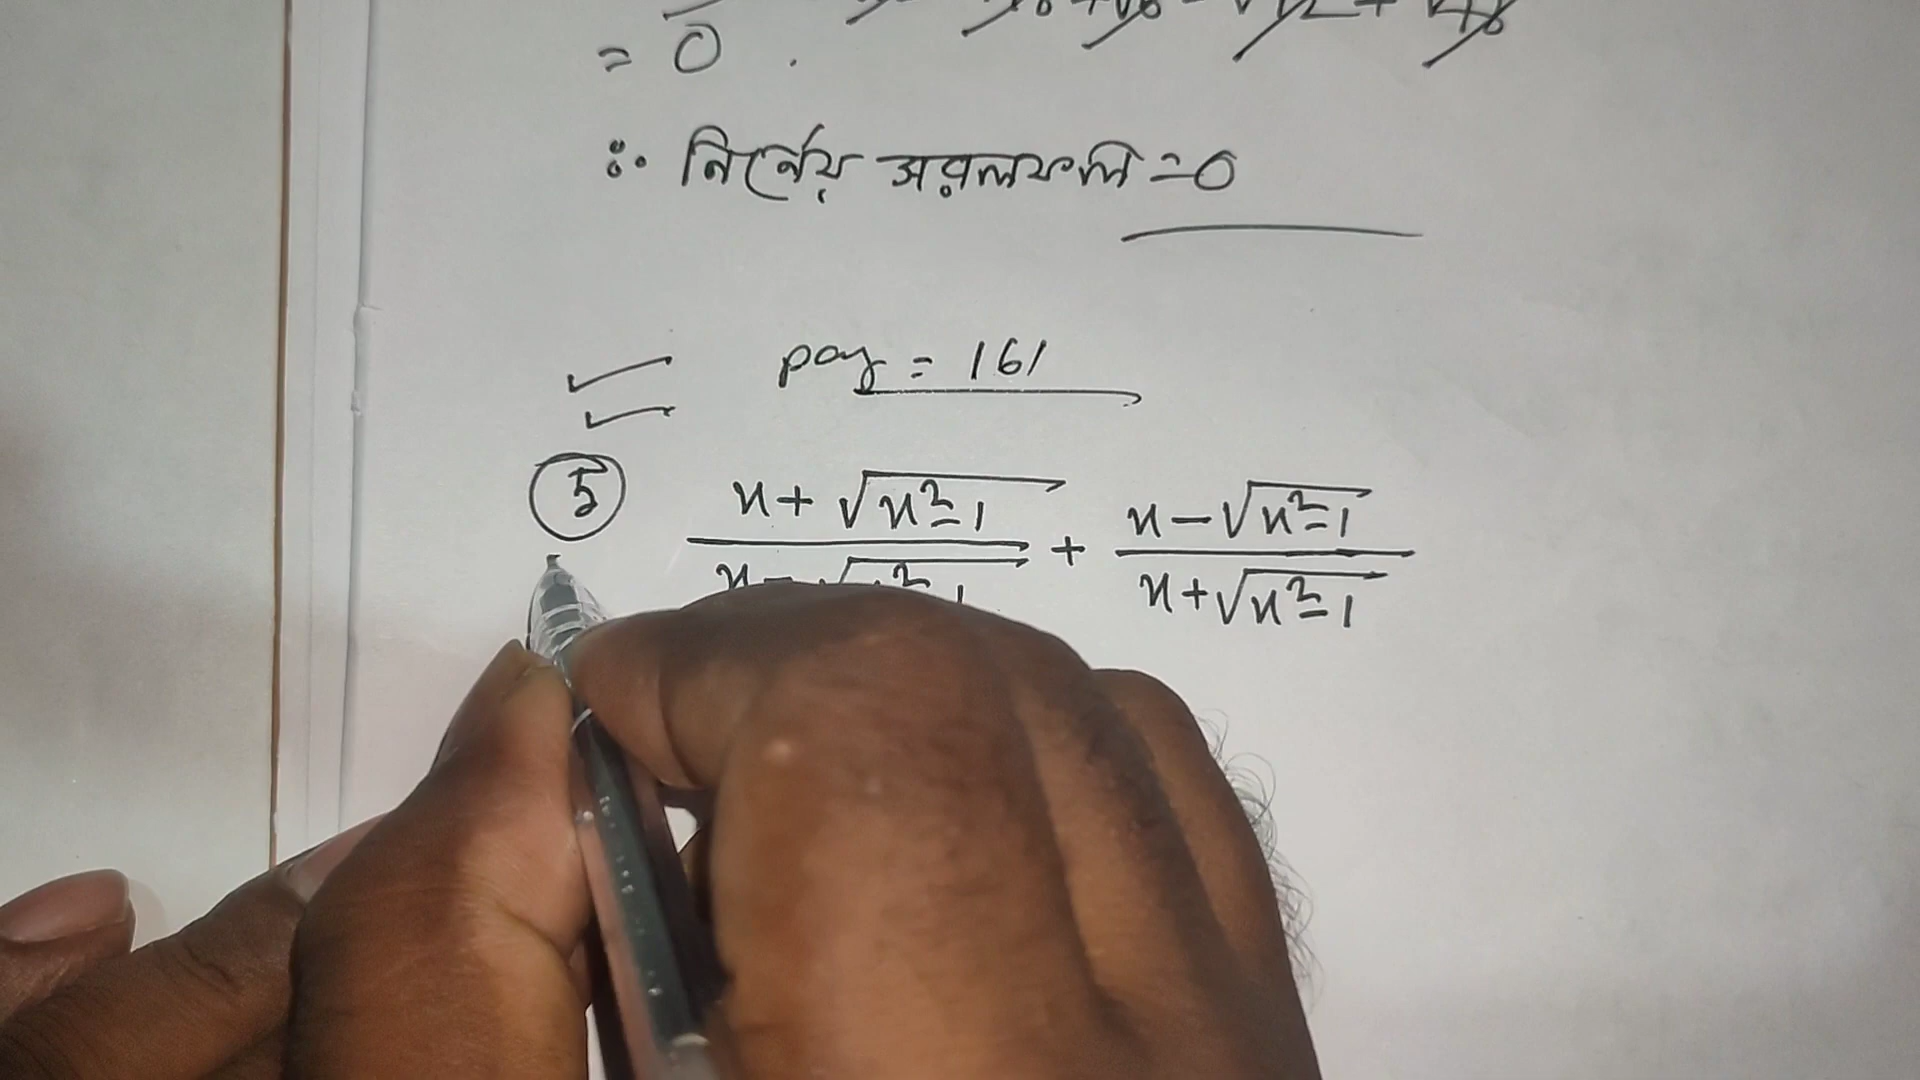 = 0
∴ নির্নেয় সরলফল = 0
pag = 161
⑤ x + √x²-1 / x - √x²-1 + x - √x²-1 / x + √x²-1